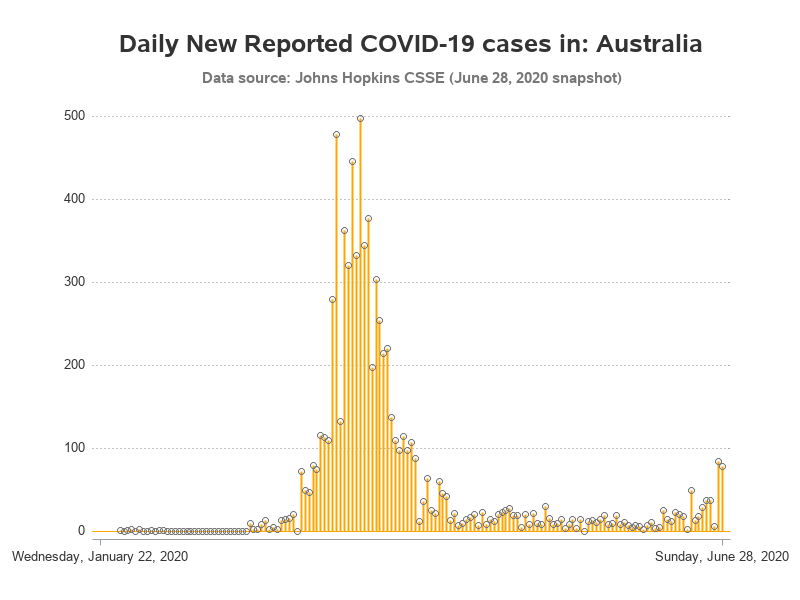 Daily New Reported COVID-19 cases in: Australia
Data source: Johns Hopkins CSSE (June 28, 2020 snapshot)
500
400
300
200
100
0
Wednesday, January 22, 2020
Sunday, June 28, 2020